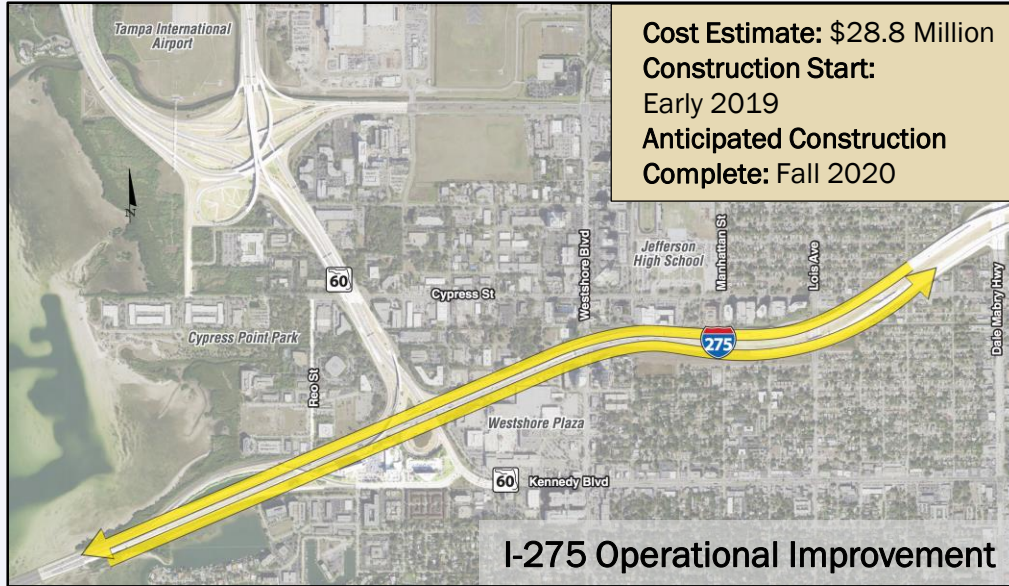 Tampa International
Airport
Cost Estimate: $28.8 Million
Construction Start:
Early 2019
Anticipated Construction
Complete: Fall 2020
N
60
Cypress St
Westshore Blvd
Jefferson
High School
Manhattan St
Lois Ave
Dale Mabry Hwy
Cypress Point Park
275
Reo St
Westshore Plaza
60
Kennedy Blvd
I-275 Operational Improvement